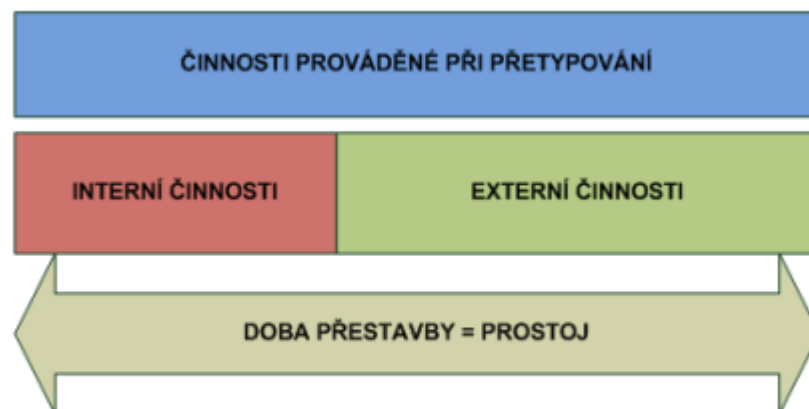 ČINNOSTI PROVÁDĚNÉ PŘI PŘETYPOVÁNÍ
INTERNÍ ČINNOSTI
EXTERNÍ ČINNOSTI
DOBA PŘESTAVBY = PROSTOJ